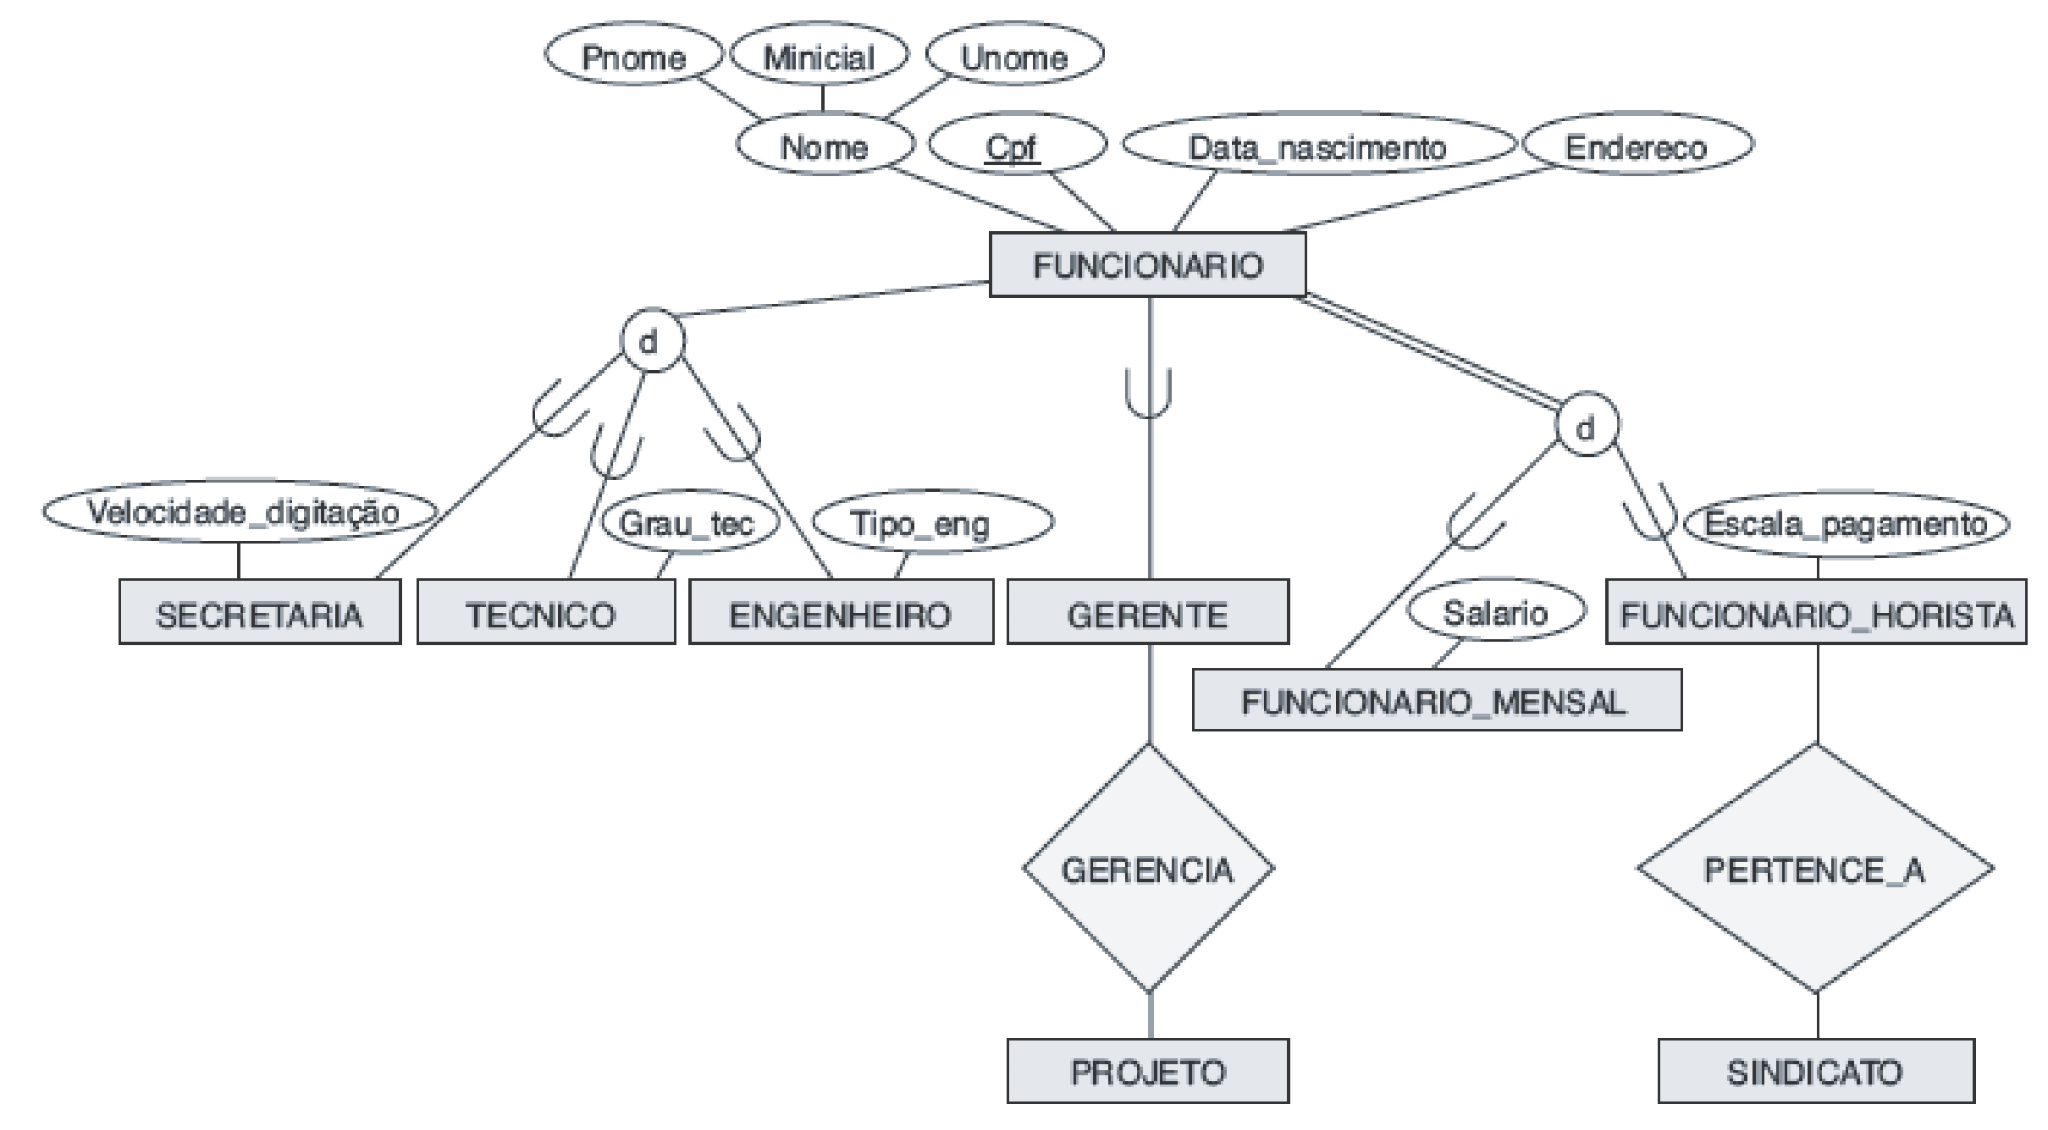 Pnome
Minicial
Unome
Nome
Cpf
Data_nascimento
Endereco
FUNCIONARIO
d
d
Velocidade_digitação
Grau_tec
Tipo_eng
Escala_pagamento
SECRETARIA
TECNICO
ENGENHEIRO
GERENTE
Salario
FUNCIONARIO_HORISTA
FUNCIONARIO_MENSAL
GERENCIA
PERTENCE_A
PROJETO
SINDICATO